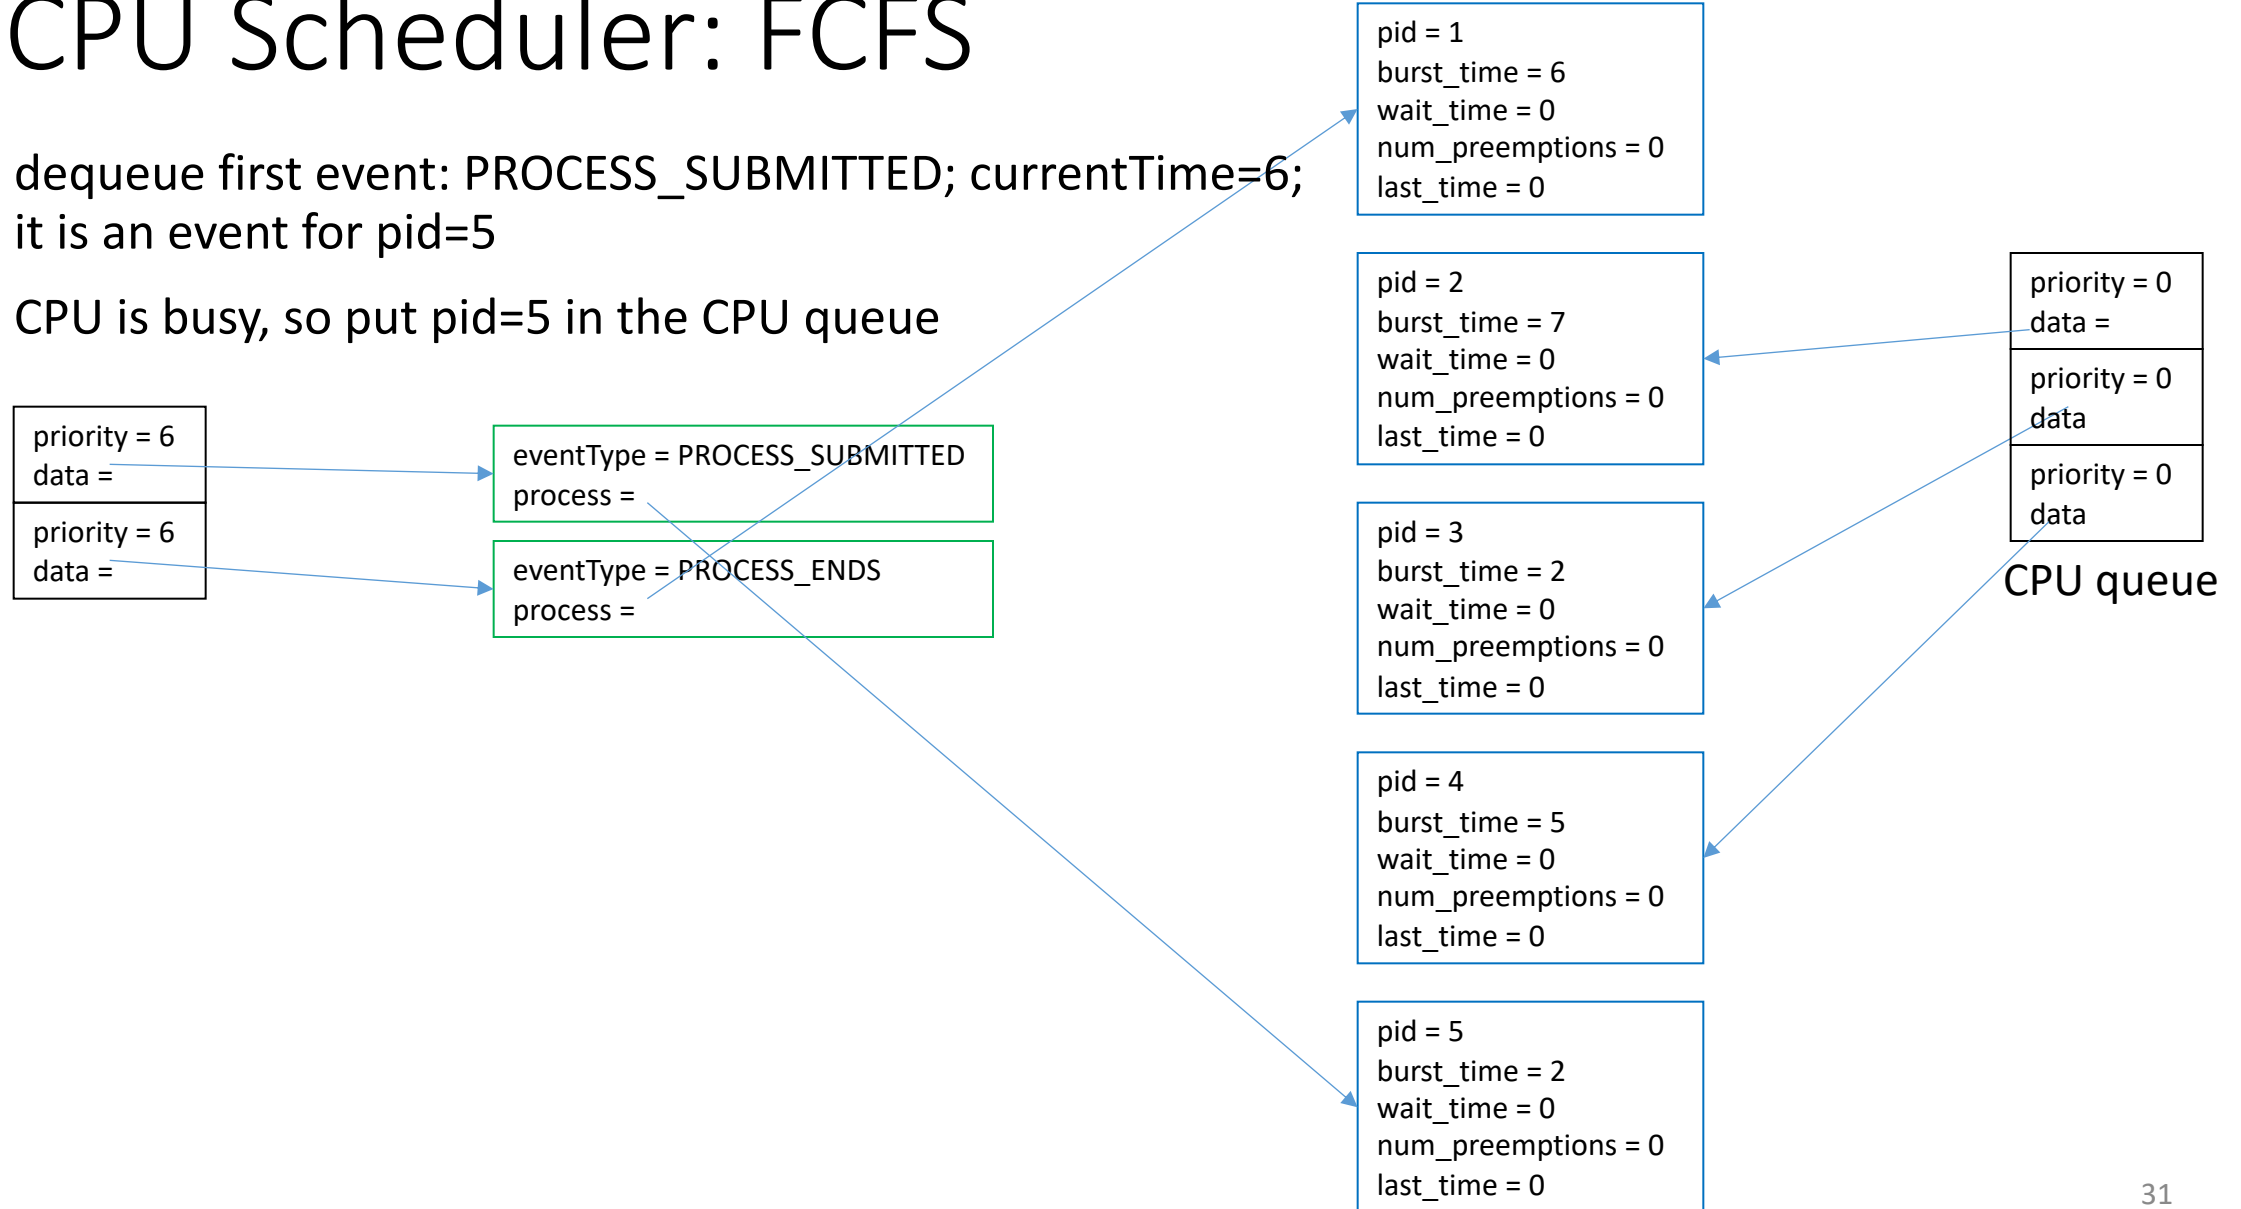 CPU Scheduler: FCFS
dequeue first event: PROCESS_SUBMITTED; currentTime=6;
it is an event for pid=5
CPU is busy, so put pid=5 in the CPU queue
priority = 6
data =
priority = 6
data =
eventType = PROCESS_SUBMITTED
process =
eventType = PROCESS_ENDS
process =
pid = 1
burst_time = 6
wait_time = 0
num_preemptions = 0
last_time = 0
pid = 2
burst_time = 7
wait_time = 0
num_preemptions = 0
last_time = 0
pid = 3
burst_time = 2
wait_time = 0
num_preemptions = 0
last_time = 0
pid = 4
burst_time = 5
wait_time = 0
num_preemptions = 0
last_time = 0
pid = 5
burst_time = 2
wait_time = 0
num_preemptions = 0
last_time = 0
priority = 0
data =
priority = 0
data
priority = 0
data
CPU queue
31